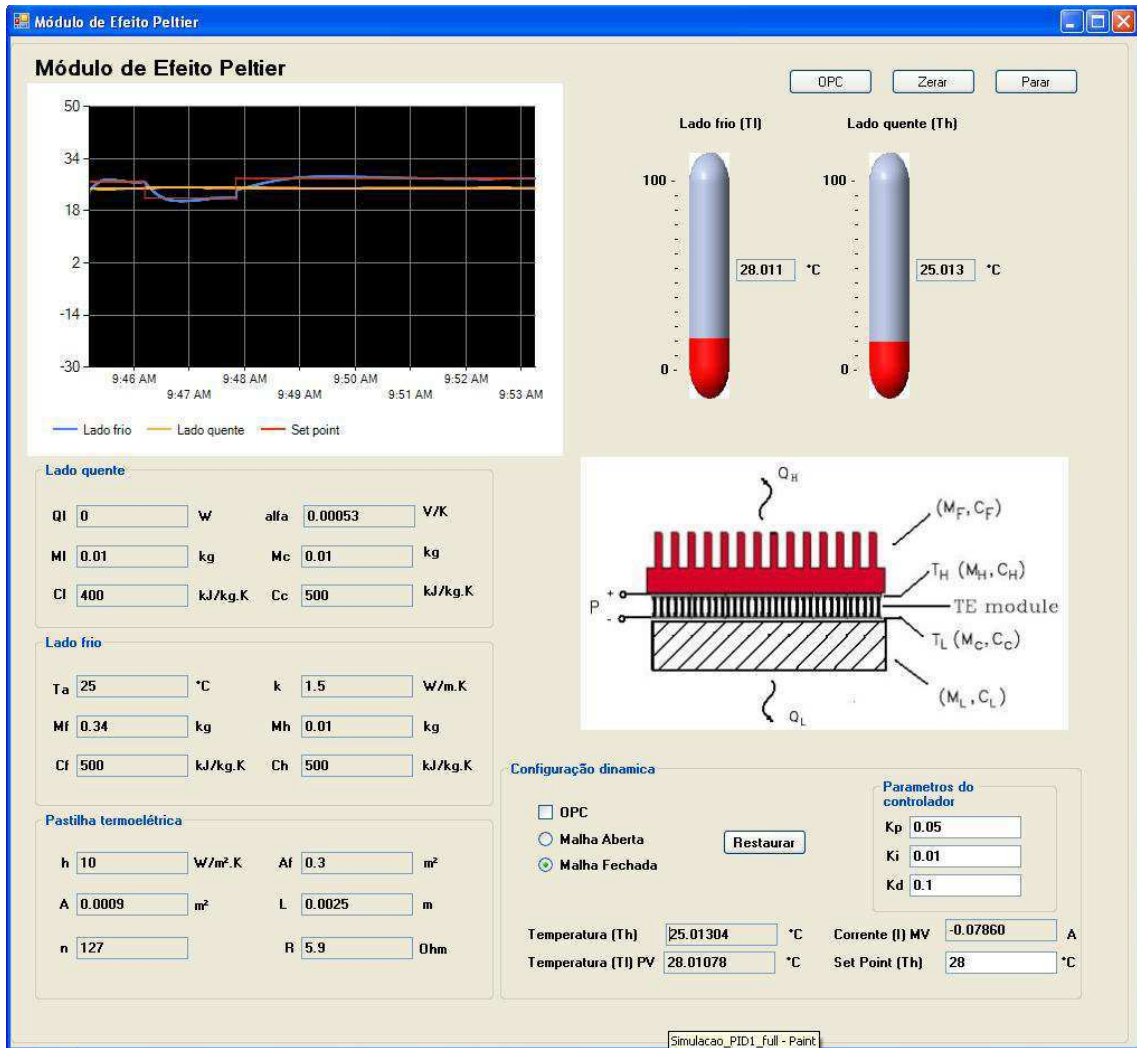 Módulo de Efeito Peltier
Módulo de Efeito Peltier
OPC Zerar Parar
Lado frio (Tl) Lado quente (Th)
50
34
18
2
-14
-30
9:46 AM 9:48 AM 9:50 AM 9:52 AM
9:47 AM 9:49 AM 9:51 AM 9:53 AM
Lado frio Lado quente Set point
100 - 100 -
28.011 °C 25.013 °C
0 - 0 -
Lado quente
Ql 0 W alfa 0.00053 V/K
Ml 0.01 kg Mc 0.01 kg
Cl 400 kJ/kg.K Cc 500 kJ/kg.K
Lado frio
Ta 25 °C k 1.5 W/m.K
Mf 0.34 kg Mh 0.01 kg
Cf 500 kJ/kg.K Ch 500 kJ/kg.K
Pastilha termoelétrica
h 10 W/m².K Af 0.3 m²
A 0.0009 m² L 0.0025 m
n 127 R 5.9 Ohm
Q_H
(M_F, C_F)
T_H (M_H, C_H)
P + -
TE module
T_L (M_C, C_C)
(M_L, C_L)
Q_L
Configuração dinamica
OPC
Malha Aberta
Malha Fechada
Restaurar
Parametros do
controlador
Kp 0.05
Ki 0.01
Kd 0.1
Temperatura (Th) 25.01304 °C Corrente (I) MV -0.07860 A
Temperatura (Tl) PV 28.01078 °C Set Point (Th) 28 °C
Simulacao_PID1_full - Paint